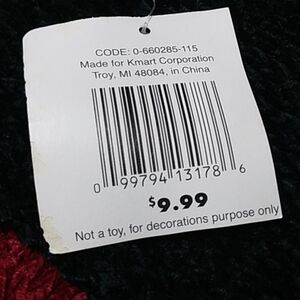 CODE: 0-660285-115
Made for Kmart Corporation
Troy, MI 48084, in China
0 99794 13178 6
$9.99
Not a toy, for decorations purpose only